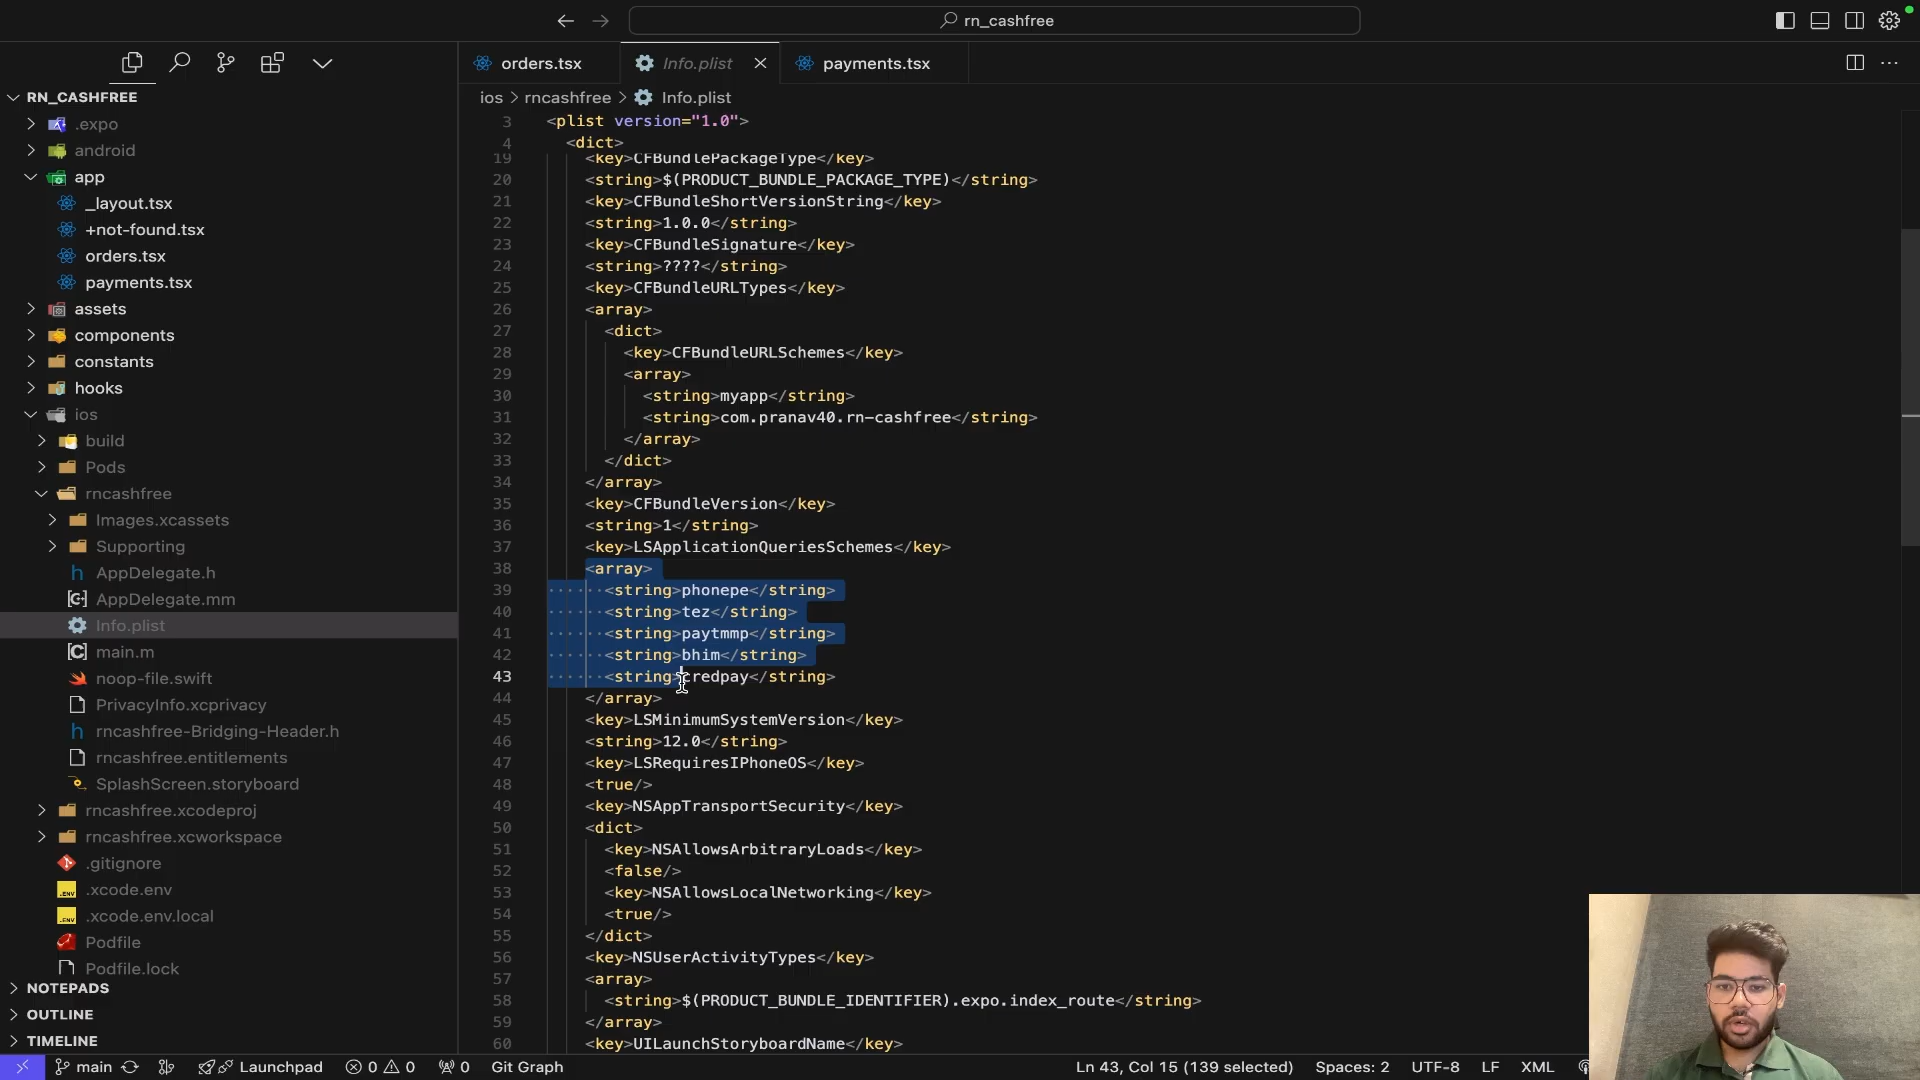 rn_cashfree
RN_CASHFREE
.expo
android
app
_layout.tsx
+not-found.tsx
orders.tsx
payments.tsx
assets
components
constants
hooks
ios
build
Pods
rncashfree
Images.xcassets
Supporting
AppDelegate.h
AppDelegate.mm
Info.plist
main.m
noop-file.swift
PrivacyInfo.xcprivacy
rncashfree-Bridging-Header.h
rncashfree.entitlements
SplashScreen.storyboard
rncashfree.xcodeproj
rncashfree.xcworkspace
.gitignore
.xcode.env
.xcode.env.local
Podfile
Podfile.lock
NOTEPADS
OUTLINE
TIMELINE
orders.tsx Info.plist payments.tsx
ios > rncashfree > Info.plist
3 <plist version="1.0">
4 <dict>
19 <key>CFBundlePackageType</key>
20 <string>$(PRODUCT_BUNDLE_PACKAGE_TYPE)</string>
21 <key>CFBundleShortVersionString</key>
22 <string>1.0.0</string>
23 <key>CFBundleSignature</key>
24 <string>????</string>
25 <key>CFBundleURLTypes</key>
26 <array>
27 <dict>
28 <key>CFBundleURLSchemes</key>
29 <array>
30 <string>myapp</string>
31 <string>com.pranav40.rn-cashfree</string>
32 </array>
33 </dict>
34 </array>
35 <key>CFBundleVersion</key>
36 <string>1</string>
37 <key>LSApplicationQueriesSchemes</key>
38 <array>
39 <string>phonepe</string>
40 <string>tez</string>
41 <string>paytmmp</string>
42 <string>bhim</string>
43 <string>credpay</string>
44 </array>
45 <key>LSMinimumSystemVersion</key>
46 <string>12.0</string>
47 <key>LSRequiresIPhoneOS</key>
48 <true/>
49 <key>NSAppTransportSecurity</key>
50 <dict>
51 <key>NSAllowsArbitraryLoads</key>
52 <false/>
53 <key>NSAllowsLocalNetworking</key>
54 <true/>
55 </dict>
56 <key>NSUserActivityTypes</key>
57 <array>
58 <string>$(PRODUCT_BUNDLE_IDENTIFIER).expo.index_route</string>
59 </array>
60 <key>UILaunchStoryboardName</key>
main Launchpad 0 0 0 Git Graph Ln 43, Col 15 (139 selected) Spaces: 2 UTF-8 LF XML